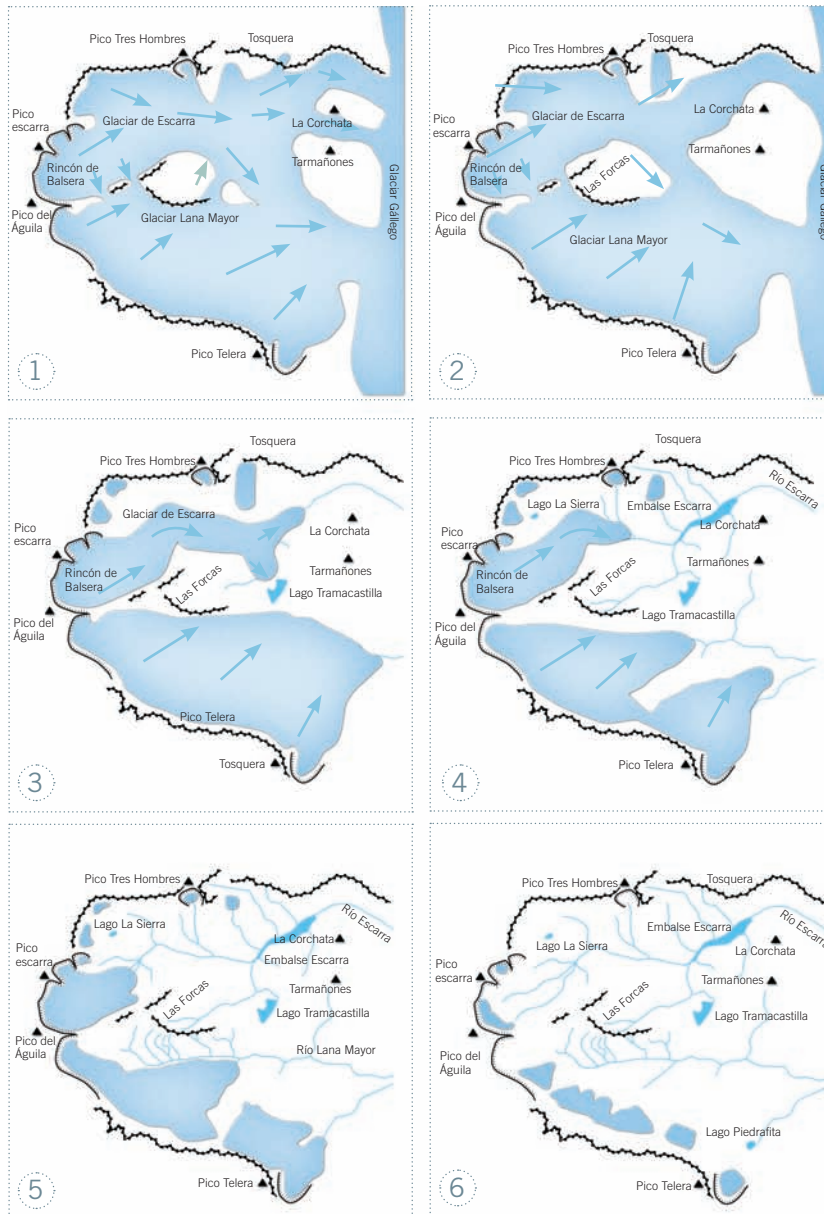 Pico Tres Hombres
Tosquera
Pico
escarra
Glaciar de Escarra
La Corchata
Tarmañones
Rincón de
Balsera
Pico del
Águila
Glaciar Lana Mayor
Glaciar Gállego
Pico Telera
1
Pico Tres Hombres
Tosquera
La Corchata
Glaciar de Escarra
Pico
escarra
Tarmañones
Rincón de
Balsera
Las Forcas
Pico del
Águila
Glaciar Lana Mayor
Glaciar Gállego
Pico Telera
2
Tosquera
Pico Tres Hombres
Glaciar de Escarra
Pico
escarra
La Corchata
Rincón de
Balsera
Tarmañones
Las Forcas
Lago Tramacastilla
Pico del
Águila
Pico Telera
Tosquera
3
Tosquera
Pico Tres Hombres
Río Escarra
Lago La Sierra
Embalse Escarra
La Corchata
Pico
escarra
Tarmañones
Rincón de
Balsera
Las Forcas
Lago Tramacastilla
Pico del
Águila
Pico Telera
4
Pico Tres Hombres
Tosquera
Río Escarra
Lago La Sierra
La Corchata
Pico
escarra
Embalse Escarra
Tarmañones
Las Forcas
Lago Tramacastilla
Pico del
Águila
Río Lana Mayor
Pico Telera
5
Pico Tres Hombres
Tosquera
Río Escarra
Embalse Escarra
Lago La Sierra
La Corchata
Pico
escarra
Tarmañones
Las Forcas
Lago Tramacastilla
Pico del
Águila
Lago Piedrafita
Pico Telera
6